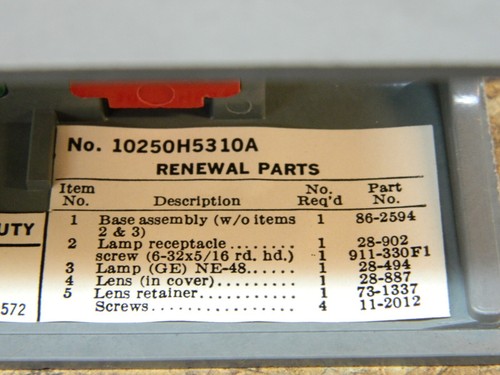 No. 10250H5310A
RENEWAL PARTS
Item No. Description No. Req'd Part No.
1 Base assembly (w/o items 2 & 3) 1 86-2594
2 Lamp receptacle........ 1 28-902
screw (6-32x5/16 rd. hd.) 1 911-330F1
3 Lamp (GE) NE-48...... 1 28-494
4 Lens (in cover)......... 1 28-887
5 Lens retainer........... 1 73-1337
Screws................ 4 11-2012
UTY
572